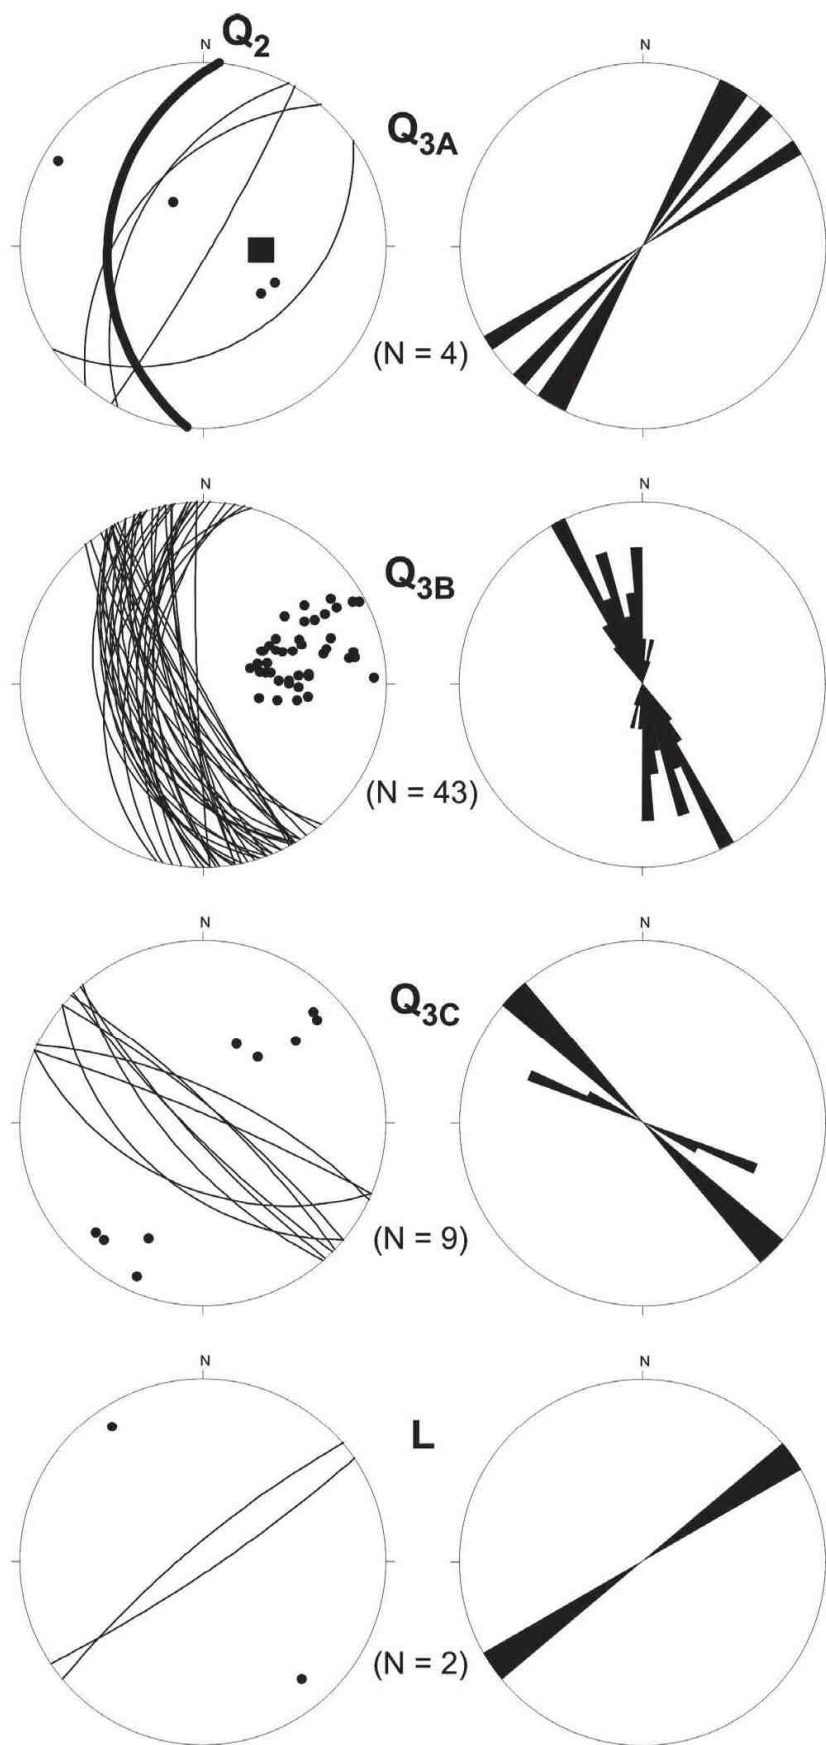 N
Q2
N
Q3A
(N = 4)
N
N
Q3B
(N = 43)
N
N
Q3C
(N = 9)
N
N
L
(N = 2)